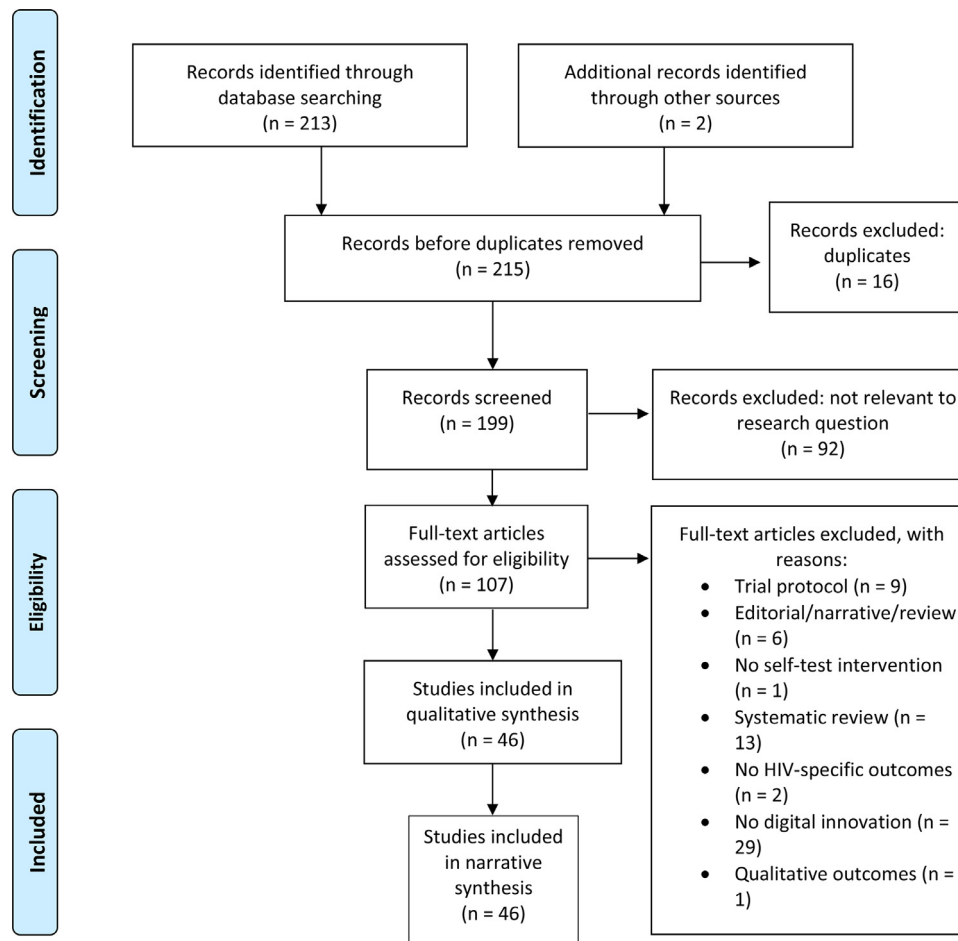 Identification
Records identified through
database searching
(n = 213)
Additional records identified
through other sources
(n = 2)
Records before duplicates removed
(n = 215)
Records excluded:
duplicates
(n = 16)
Screening
Records screened
(n = 199)
Records excluded: not relevant to
research question
(n = 92)
Eligibility
Full-text articles
assessed for eligibility
(n = 107)
Full-text articles excluded, with
reasons:
• Trial protocol (n = 9)
• Editorial/narrative/review
(n = 6)
• No self-test intervention
(n = 1)
• Systematic review (n =
13)
• No HIV-specific outcomes
(n = 2)
• No digital innovation (n =
29)
• Qualitative outcomes (n =
1)
Studies included in
qualitative synthesis
(n = 46)
Included
Studies included
in narrative
synthesis
(n = 46)